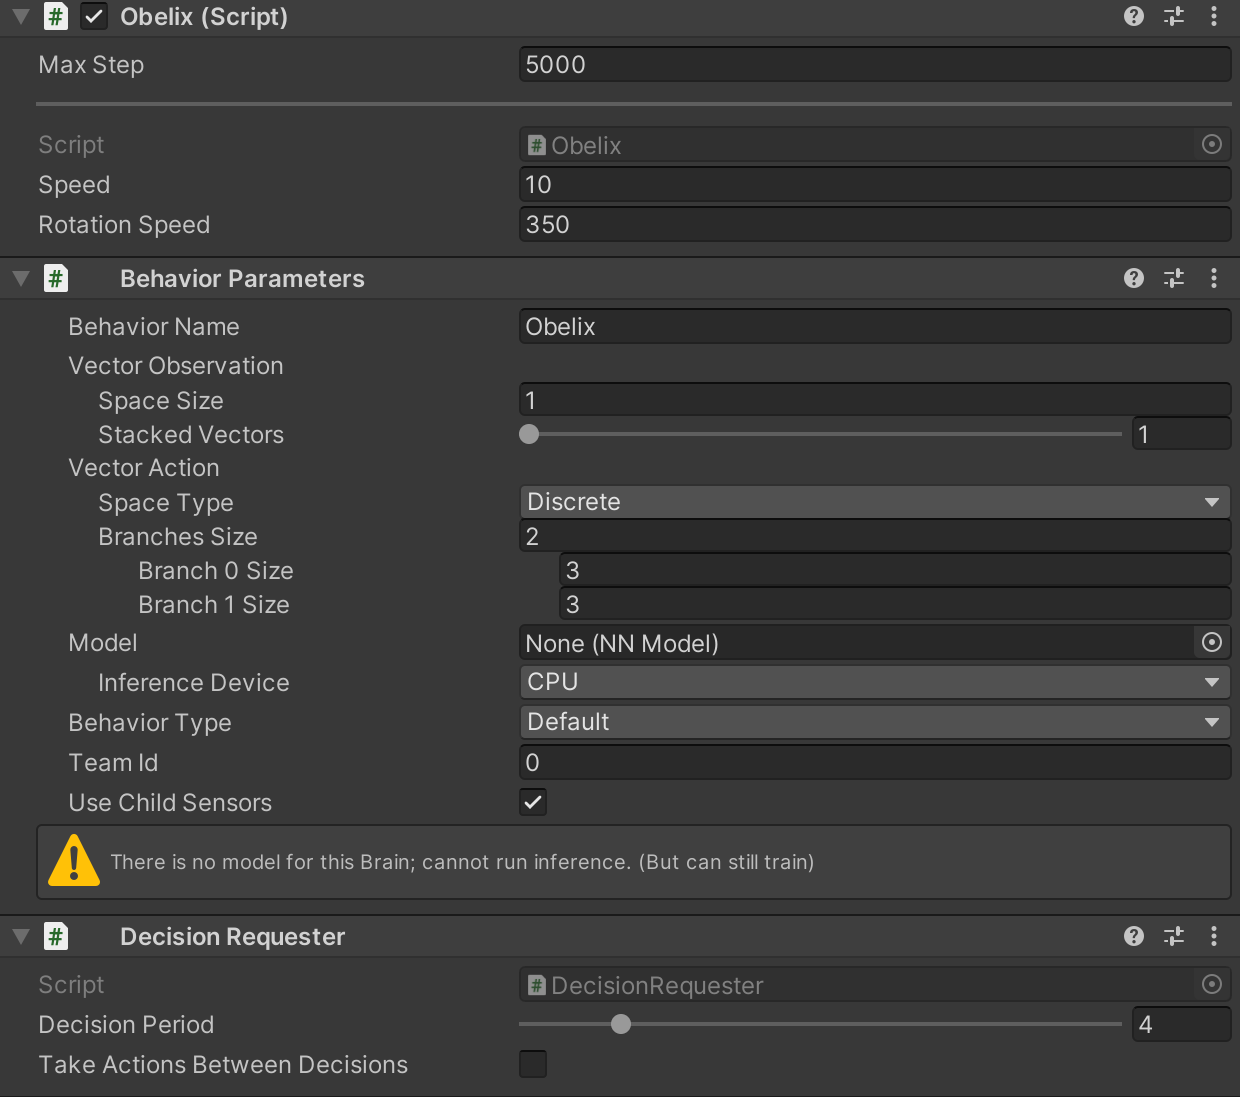 # Obelix (Script)
Max Step 5000
Script # Obelix
Speed 10
Rotation Speed 350
# Behavior Parameters
Behavior Name Obelix
Vector Observation
Space Size 1
Stacked Vectors 1
Vector Action
Space Type Discrete
Branches Size 2
Branch 0 Size 3
Branch 1 Size 3
Model None (NN Model)
Inference Device CPU
Behavior Type Default
Team Id 0
Use Child Sensors
There is no model for this Brain; cannot run inference. (But can still train)
# Decision Requester
Script # DecisionRequester
Decision Period 4
Take Actions Between Decisions